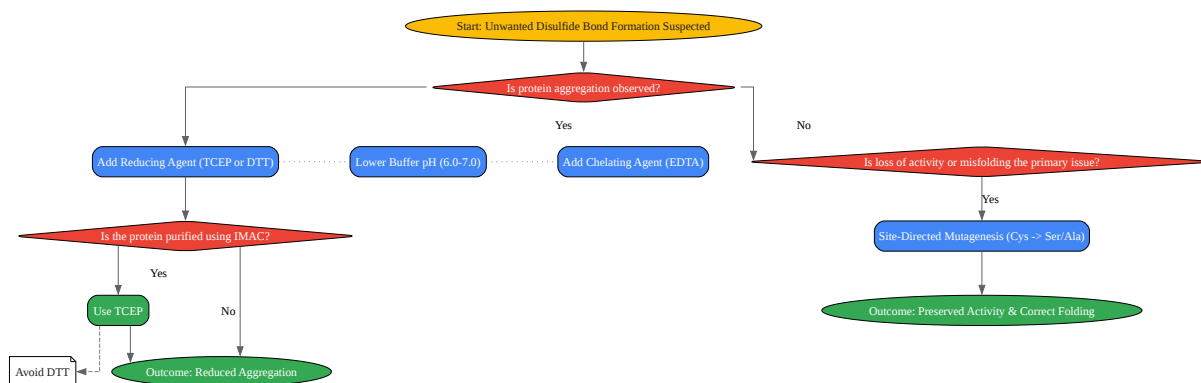 Start: Unwanted Disulfide Bond Formation Suspected
Is protein aggregation observed?
Yes
No
Add Reducing Agent (TCEP or DTT)
Lower Buffer pH (6.0-7.0)
Add Chelating Agent (EDTA)
Is loss of activity or misfolding the primary issue?
Yes
Is the protein purified using IMAC?
Site-Directed Mutagenesis (Cys -> Ser/Ala)
Yes
No
Use TCEP
Outcome: Preserved Activity & Correct Folding
Avoid DTT
Outcome: Reduced Aggregation